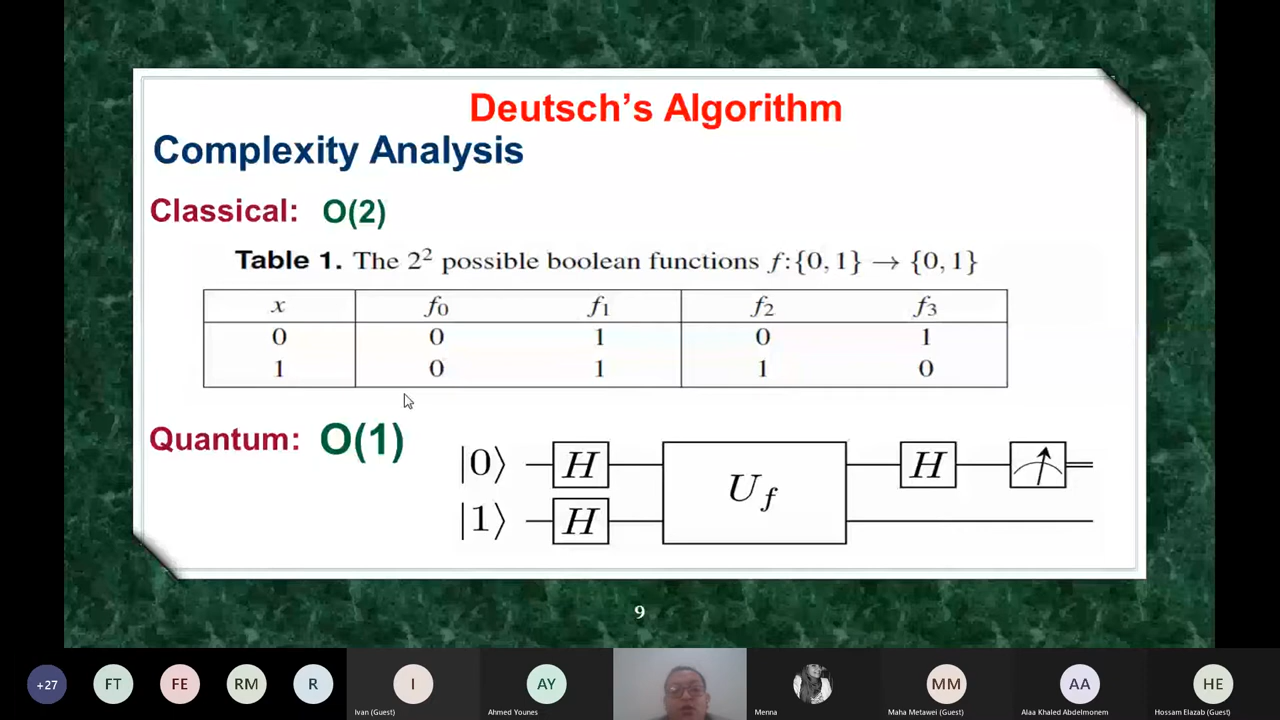 Deutsch's Algorithm
Complexity Analysis
Classical: O(2)
Table 1. The 2² possible boolean functions f:{0, 1} → {0, 1}
x f₀ f₁ f₂ f₃
0 0 1 0 1
1 0 1 1 0
Quantum: O(1)
|0⟩ H U_f H
|1⟩ H
9
+27 FT FE RM R I AY MM AA HE
Ivan (Guest) Ahmed Younes Menna Maha Metawei (Guest) Alaa Khaled Abdelmonem Hossam Elazab (Guest)